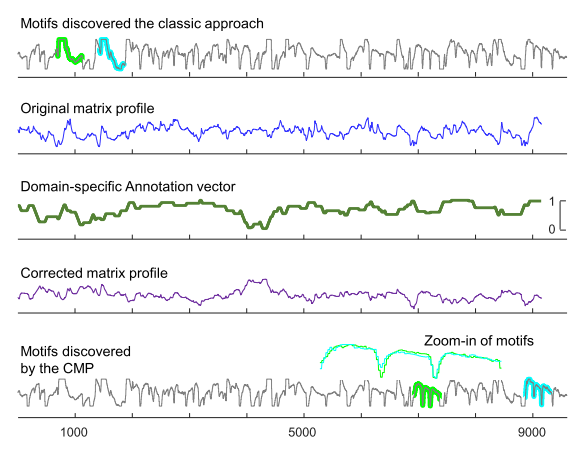 Motifs discovered the classic approach
Original matrix profile
Domain-specific Annotation vector
1
0
Corrected matrix profile
Zoom-in of motifs
Motifs discovered
by the CMP
1000 5000 9000